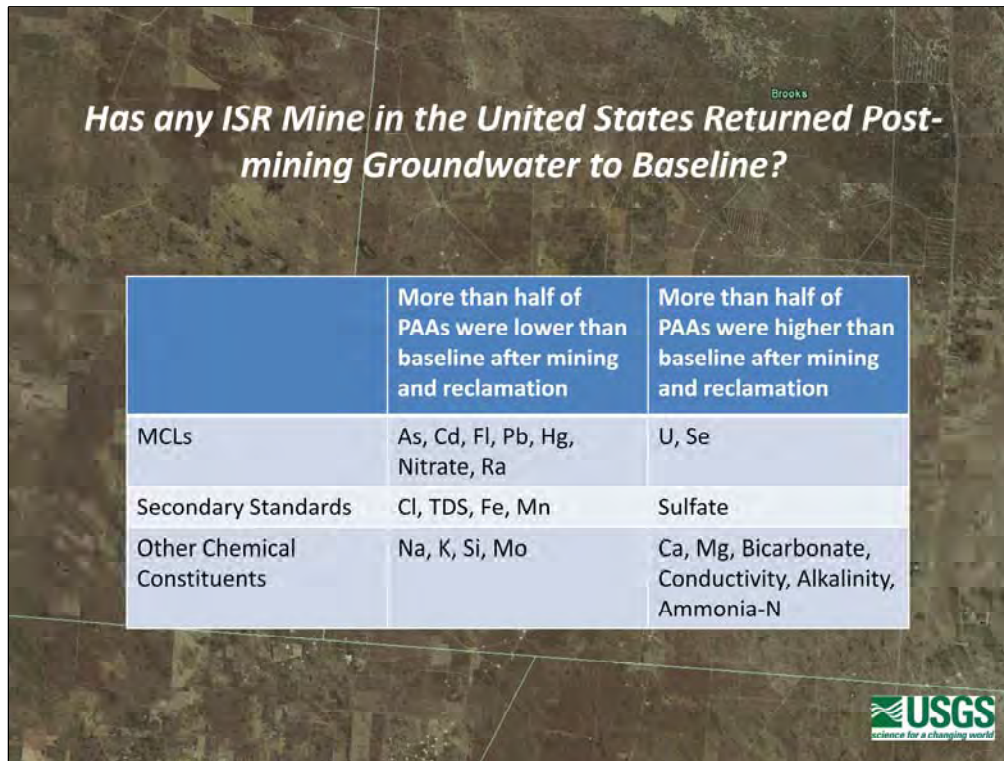 Brooks
Has any ISR Mine in the United States Returned Post-
mining Groundwater to Baseline?
More than half of
PAAs were lower than
baseline after mining
and reclamation
More than half of
PAAs were higher than
baseline after mining
and reclamation
MCLs
As, Cd, Fl, Pb, Hg,
Nitrate, Ra
U, Se
Secondary Standards
Cl, TDS, Fe, Mn
Sulfate
Other Chemical
Constituents
Na, K, Si, Mo
Ca, Mg, Bicarbonate,
Conductivity, Alkalinity,
Ammonia-N
USGS
science for a changing world